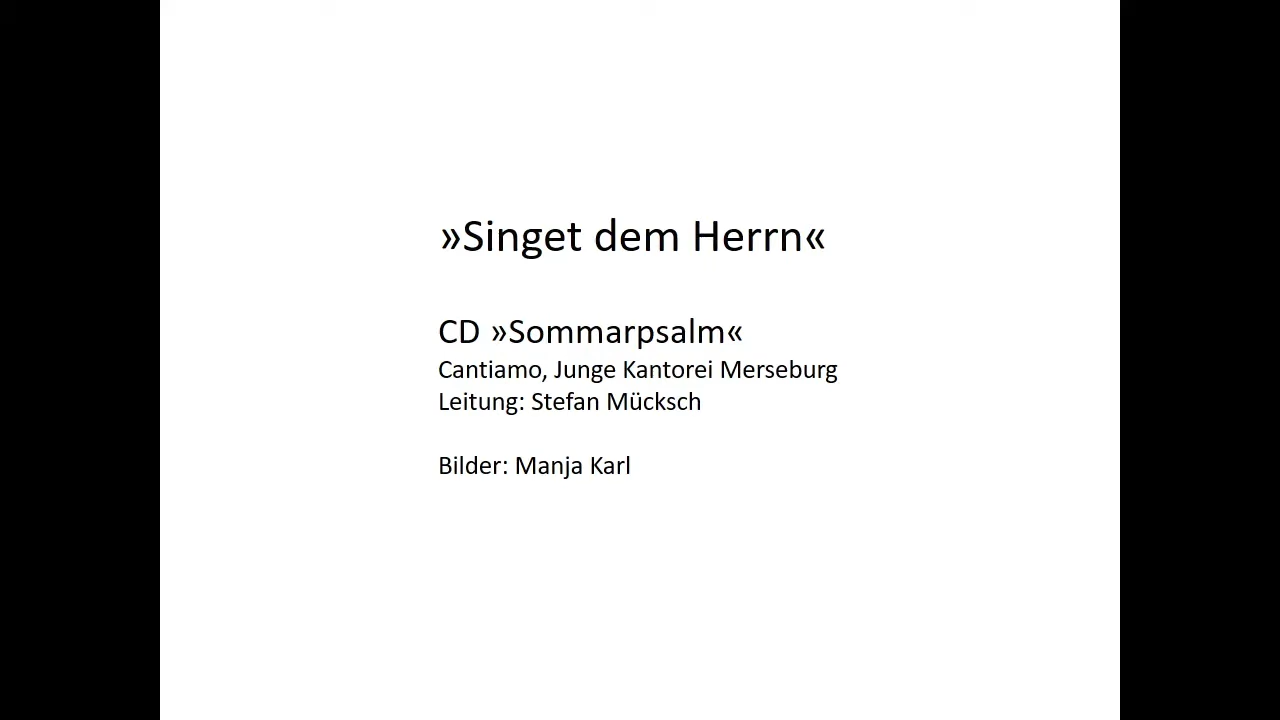 »Singet dem Herrn«
CD »Sommarpsalm«
Cantiamo, Junge Kantorei Merseburg
Leitung: Stefan Mücksch
Bilder: Manja Karl